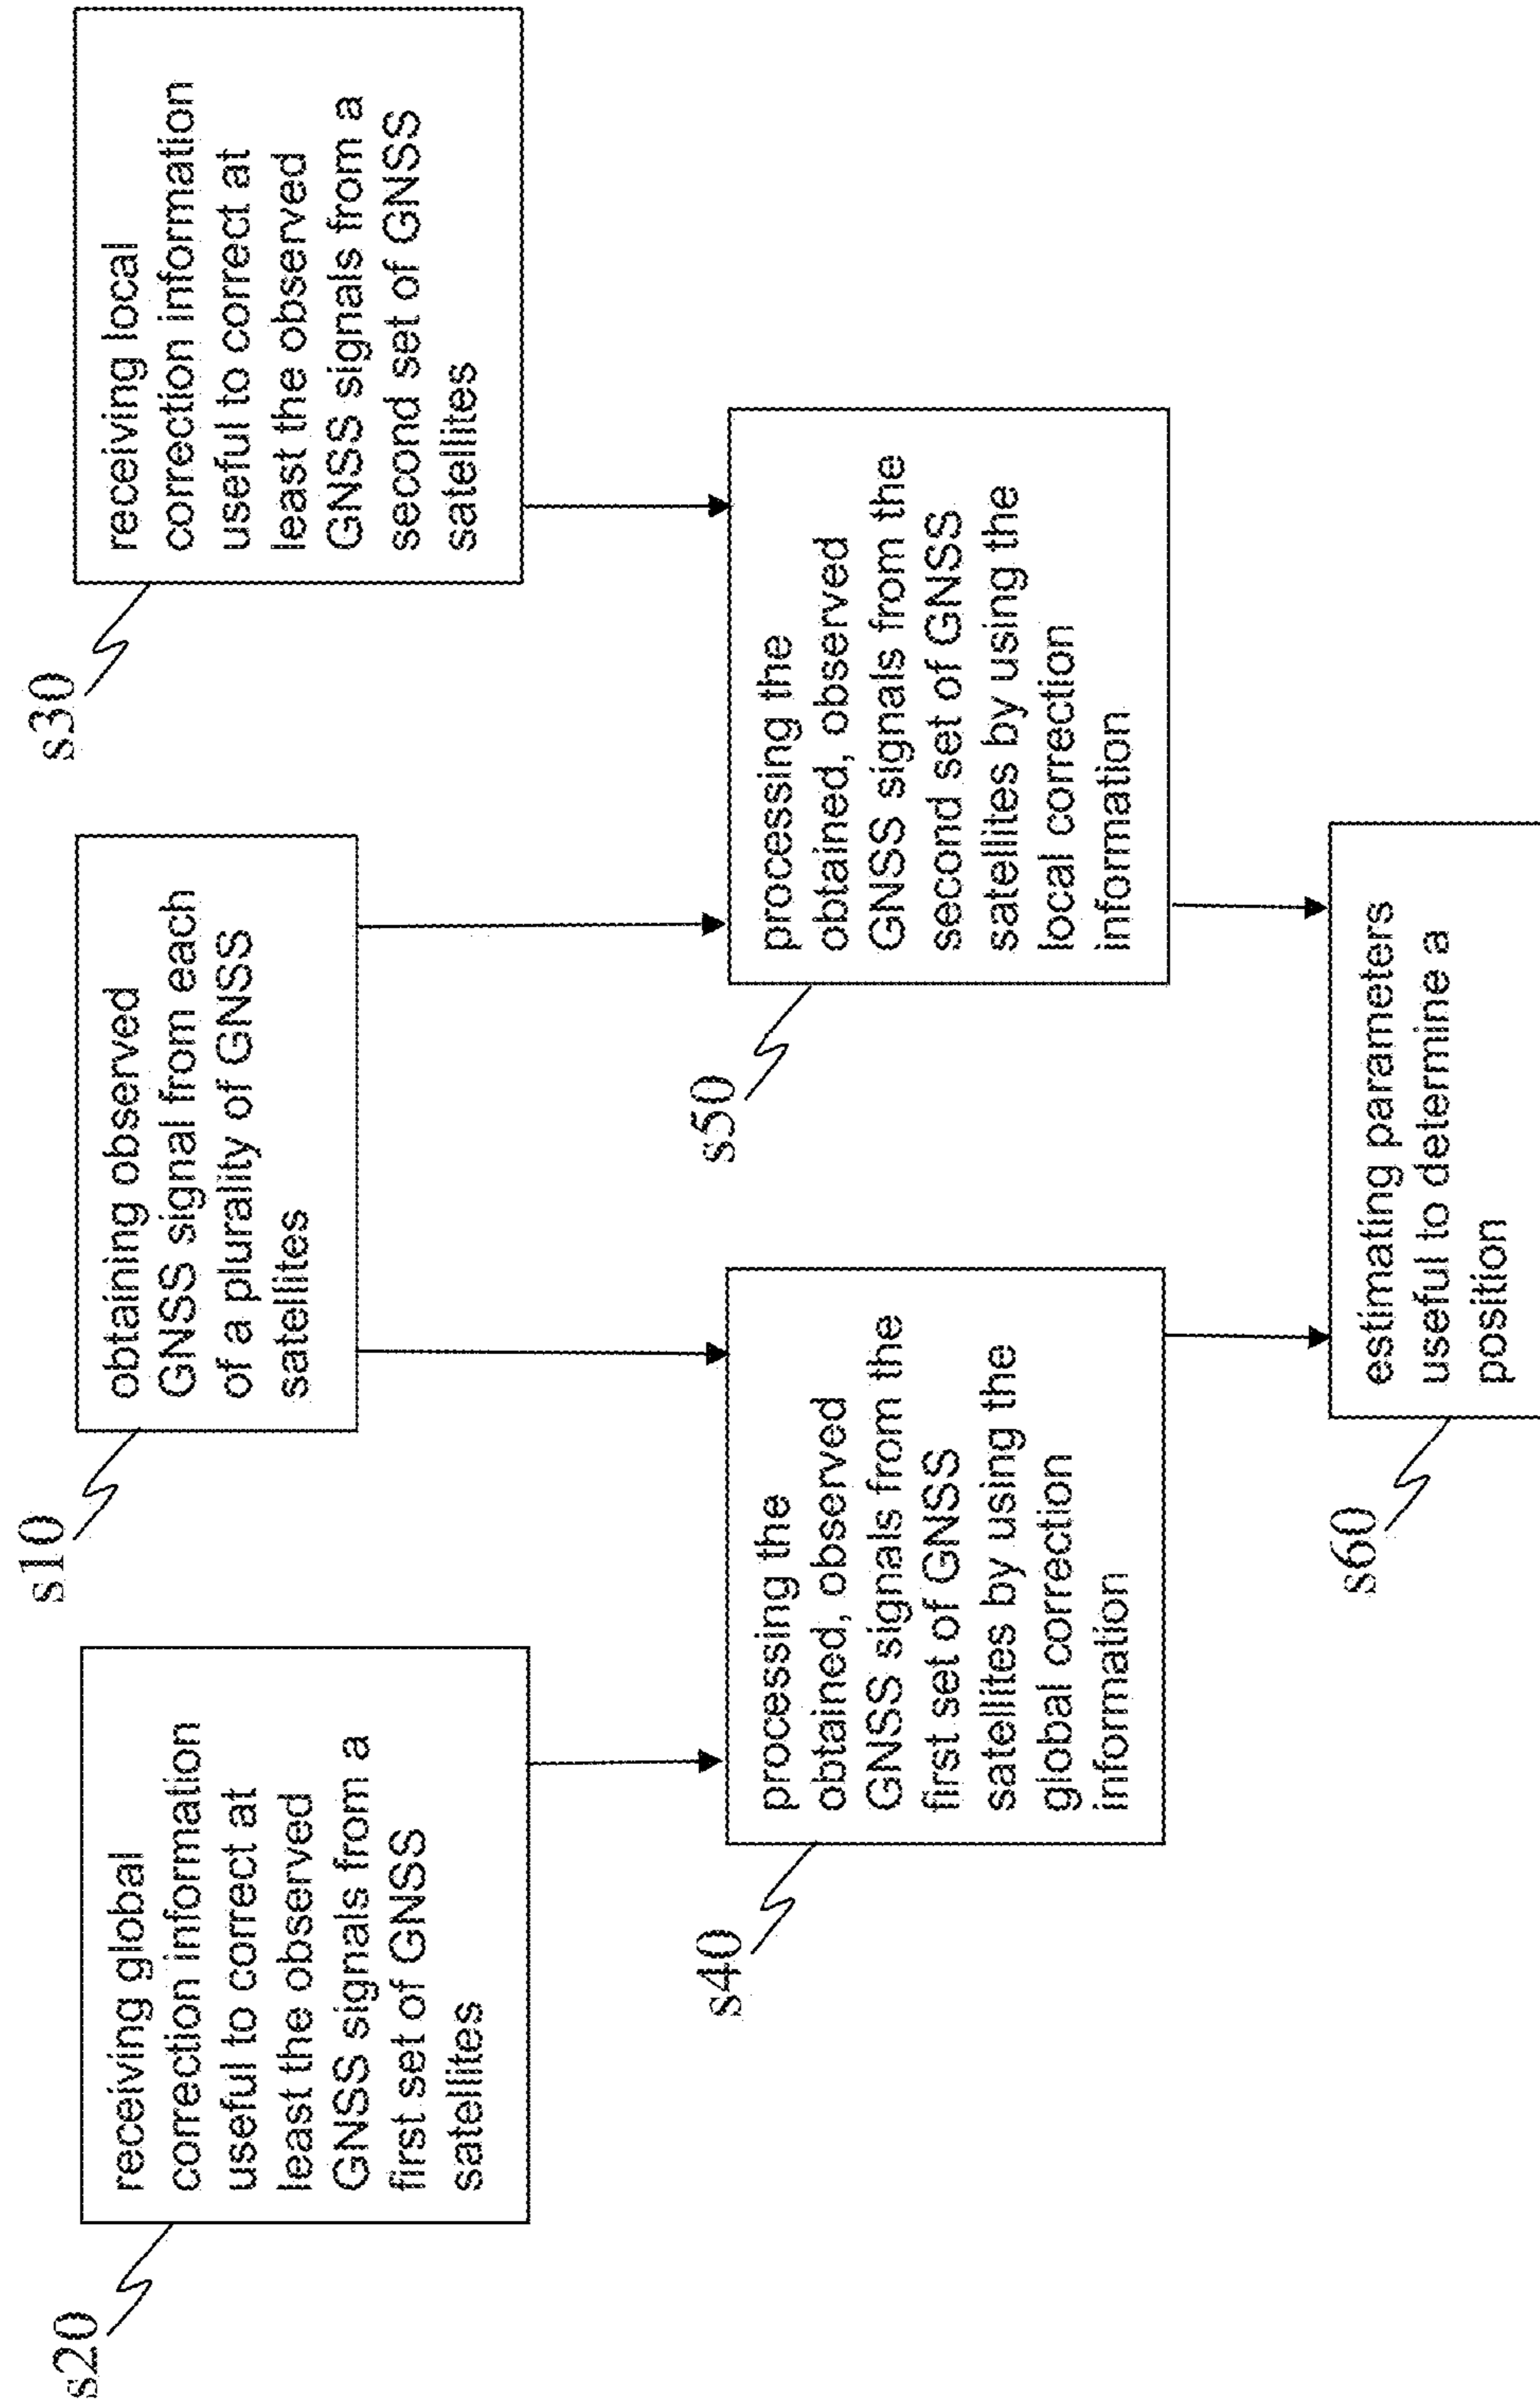 s20
receiving global
correction information
useful to correct at
least the observed
GNSS signals from a
first set of GNSS
satellites
s10
obtaining observed
GNSS signal from each
of a plurality of GNSS
satellites
s30
receiving local
correction information
useful to correct at
least the observed
GNSS signals from a
second set of GNSS
satellites
s40
processing the
obtained, observed
GNSS signals from the
first set of GNSS
satellites by using the
global correction
information
s50
processing the
obtained, observed
GNSS signals from the
second set of GNSS
satellites by using the
local correction
information
s60
estimating parameters
useful to determine a
position